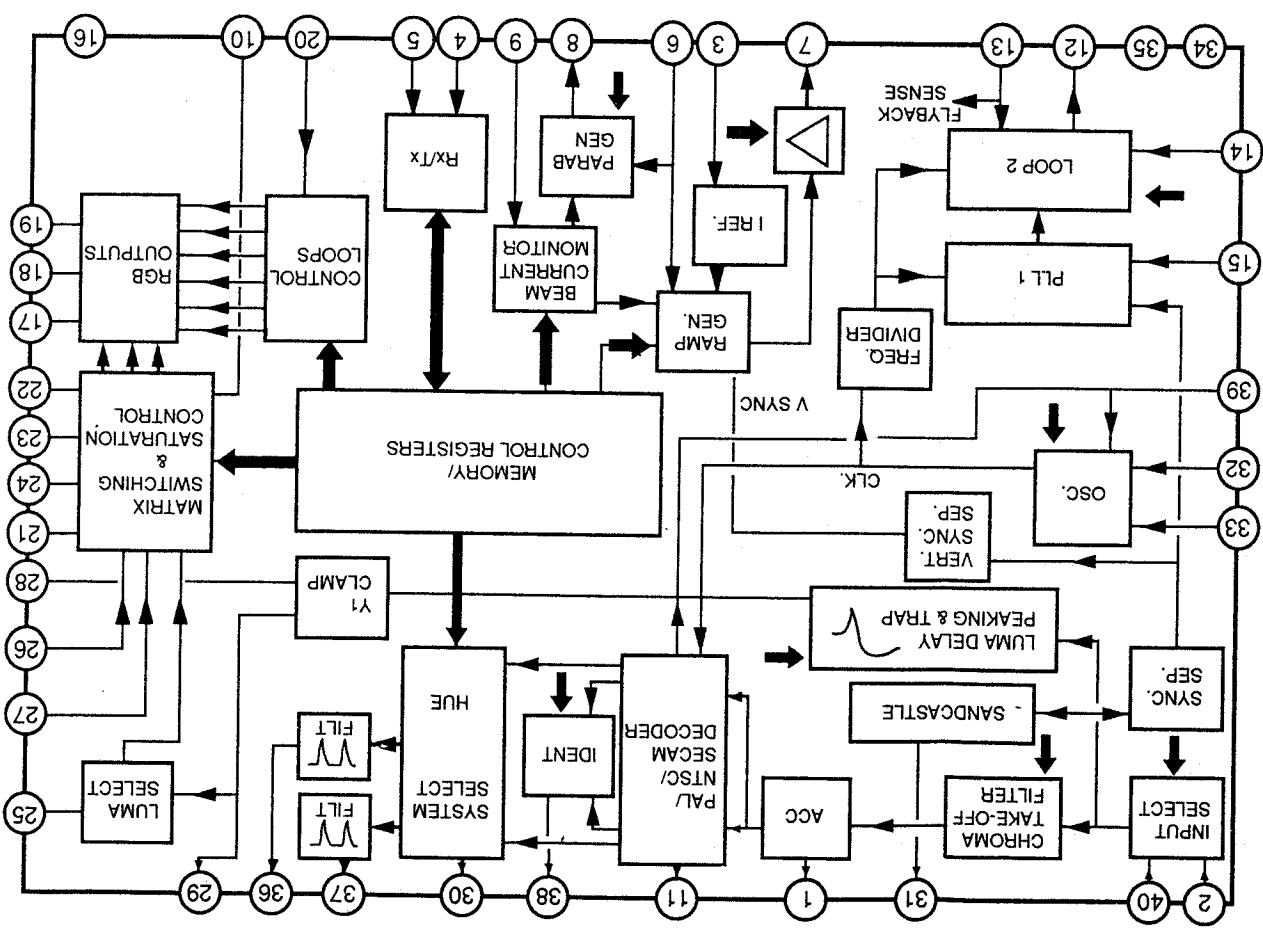 2
40
31
1
11
38
30
37
36
29
INPUT
SELECT
CHROMA
TAKE-OFF
FILTER
ACC
PAL/
NTSC/
SECAM
DECODER
IDENT
SYSTEM
SELECT
HUE
FILT
FILT
LUMA
SELECT
25
27
26
28
SYNC.
SEP.
SANDCASTLE
LUMA DELAY
PEAKING & TRAP
Y1
CLAMP
VERT.
SYNC.
SEP.
33
32
39
OSC.
CLK.
V SYNC
MEMORY/
CONTROL REGISTERS
MATRIX
SWITCHING
&
SATURATION
CONTROL
21
24
23
22
FREQ.
DIVIDER
RAMP
GEN.
BEAM
CURRENT
MONITOR
CONTROL
LOOPS
RGB
OUTPUTS
17
18
19
15
PLL 1
14
LOOP 2
I REF.
PARAB
GEN
Rx/Tx
FLYBACK
SENSE
34
35
12
13
7
3
6
8
9
4
5
20
10
16